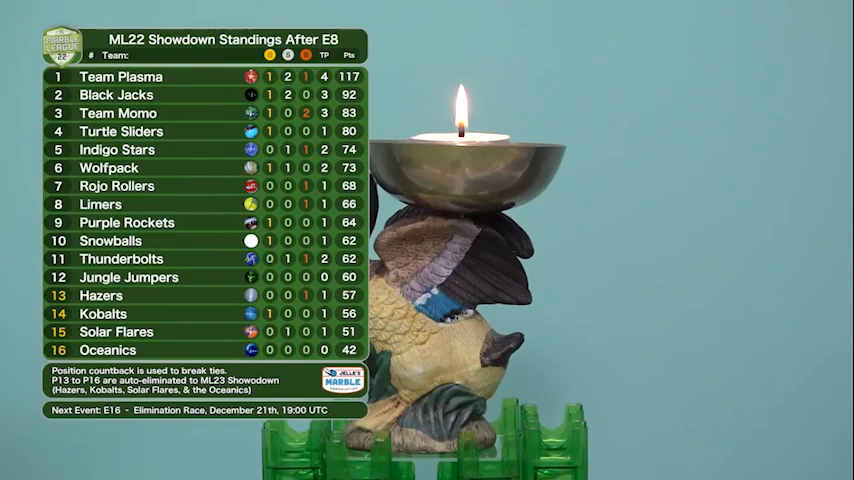 MARBLE
LEAGUE
22
ML22 Showdown Standings After E8
# Team: G S B TP Pts
1 Team Plasma 1 2 1 4 117
2 Black Jacks 1 2 0 3 92
3 Team Momo 1 0 2 3 83
4 Turtle Sliders 1 0 0 1 80
5 Indigo Stars 0 1 1 2 74
6 Wolfpack 1 1 0 2 73
7 Rojo Rollers 0 0 1 1 68
8 Limers 0 0 1 1 66
9 Purple Rockets 1 0 0 1 64
10 Snowballs 1 0 0 1 62
11 Thunderbolts 0 1 1 2 62
12 Jungle Jumpers 0 0 0 0 60
13 Hazers 0 0 1 1 57
14 Kobalts 1 0 0 1 56
15 Solar Flares 0 1 0 1 51
16 Oceanics 0 0 0 0 42
Position countback is used to break ties.
P13 to P16 are auto-eliminated to ML23 Showdown
(Hazers, Kobalts, Solar Flares, & the Oceanics)
JELLE'S
MARBLE
Next Event: E16 - Elimination Race, December 21th, 19:00 UTC